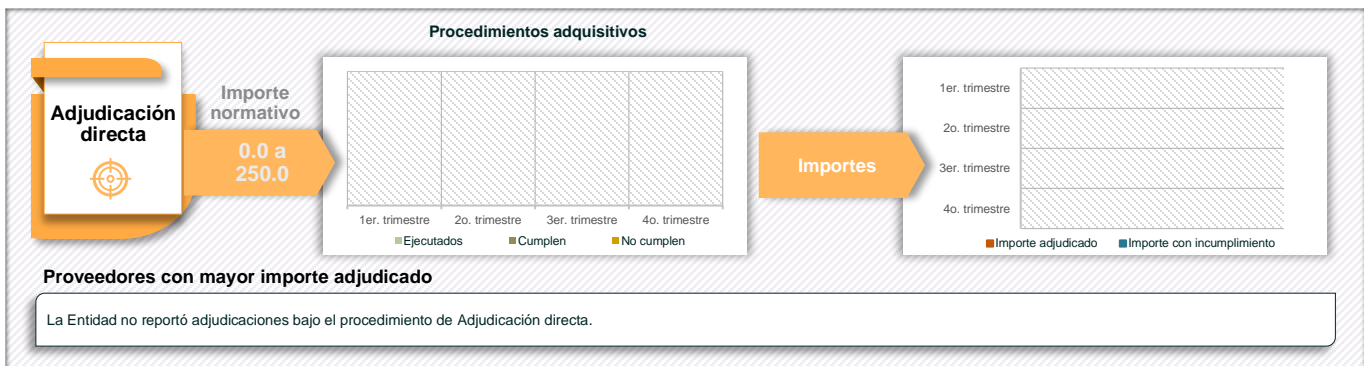 Procedimientos adquisitivos
Adjudicación
directa
Importe
normativo
0.0 a
250.0
1er. trimestre 2o. trimestre 3er. trimestre 4o. trimestre
Ejecutados Cumplen No cumplen
Importes
1er. trimestre
2o. trimestre
3er. trimestre
4o. trimestre
Importe adjudicado Importe con incumplimiento
Proveedores con mayor importe adjudicado
La Entidad no reportó adjudicaciones bajo el procedimiento de Adjudicación directa.